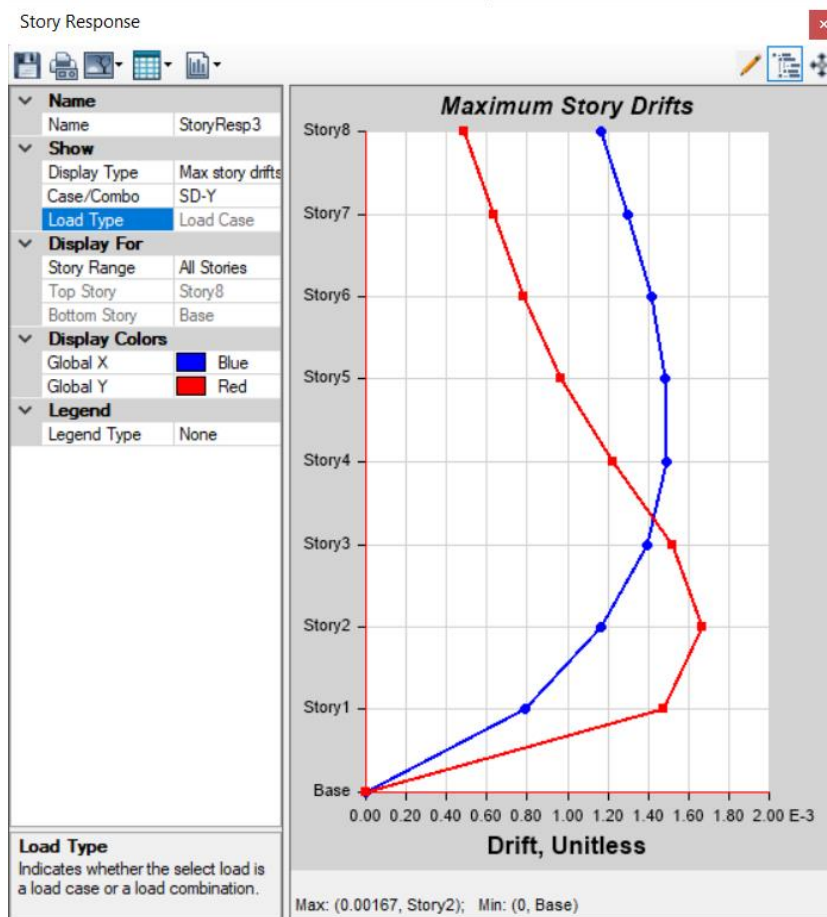 Story Response
Name
Name StoryResp3
Show
Display Type Max story drifts
Case/Combo SD-Y
Load Type Load Case
Display For
Story Range All Stories
Top Story Story8
Bottom Story Base
Display Colors
Global X Blue
Global Y Red
Legend
Legend Type None
Load Type
Indicates whether the select load is
a load case or a load combination.
Maximum Story Drifts
Story8
Story7
Story6
Story5
Story4
Story3
Story2
Story1
Base
0.00 0.20 0.40 0.60 0.80 1.00 1.20 1.40 1.60 1.80 2.00 E-3
Drift, Unitless
Max: (0.00167, Story2); Min: (0, Base)